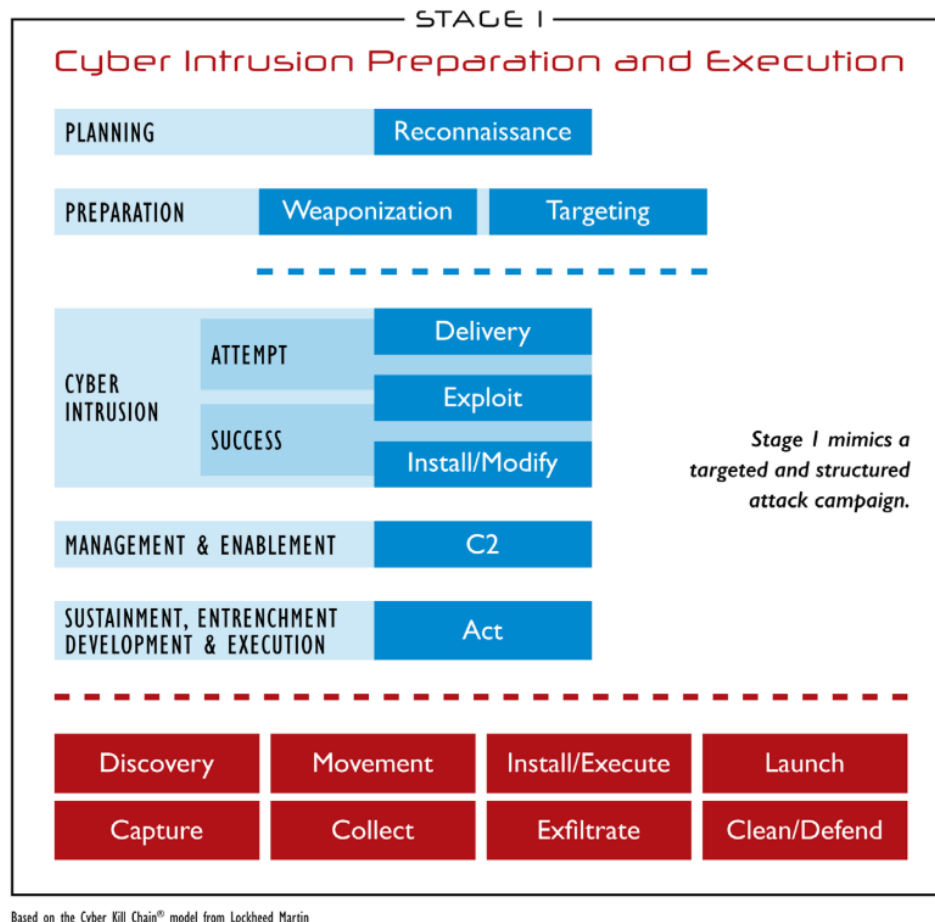 STAGE 1
Cyber Intrusion Preparation and Execution
PLANNING
Reconnaissance
PREPARATION
Weaponization
Targeting
CYBER
INTRUSION
ATTEMPT
SUCCESS
Delivery
Exploit
Install/Modify
Stage 1 mimics a
targeted and structured
attack campaign.
MANAGEMENT & ENABLEMENT
C2
SUSTAINMENT, ENTRENCHMENT
DEVELOPMENT & EXECUTION
Act
Discovery
Movement
Install/Execute
Launch
Capture
Collect
Exfiltrate
Clean/Defend
Based on the Cyber Kill Chain® model from Lockheed Martin